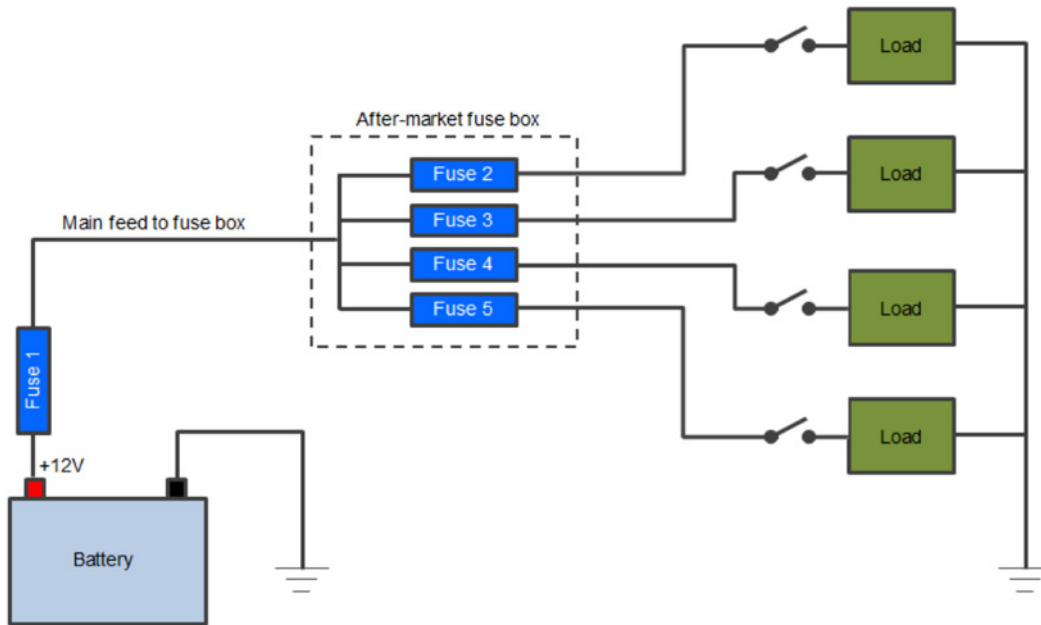 Load
After-market fuse box
Fuse 2
Load
Fuse 3
Main feed to fuse box
Fuse 4
Load
Fuse 5
Fuse 1
Load
+12V
Battery